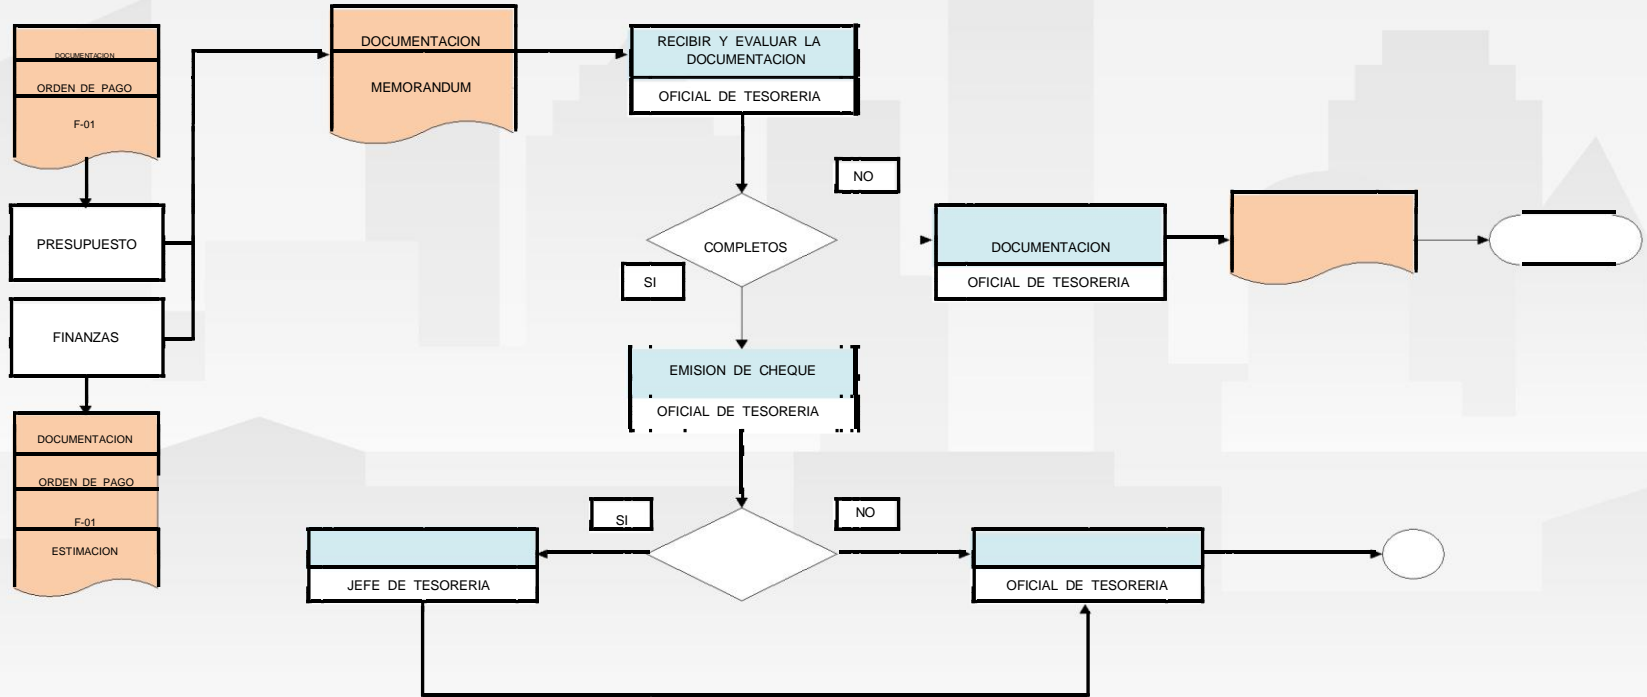 DOCUMENTACION
ORDEN DE PAGO
F-01
PRESUPUESTO
FINANZAS
DOCUMENTACION
ORDEN DE PAGO
F-01
ESTIMACION
DOCUMENTACION
MEMORANDUM
RECIBIR Y EVALUAR LA
DOCUMENTACION
OFICIAL DE TESORERIA
NO
COMPLETOS
SI
DOCUMENTACION
OFICIAL DE TESORERIA
EMISION DE CHEQUE
OFICIAL DE TESORERIA
SI
NO
JEFE DE TESORERIA
OFICIAL DE TESORERIA